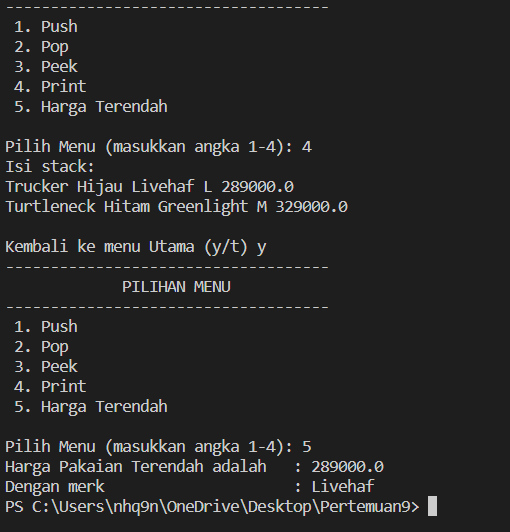 ------------------------------------
1. Push
2. Pop
3. Peek
4. Print
5. Harga Terendah
Pilih Menu (masukkan angka 1-4): 4
Isi stack:
Trucker Hijau Livehaf L 289000.0
Turtleneck Hitam Greenlight M 329000.0
Kembali ke menu Utama (y/t) y
------------------------------------
PILIHAN MENU
------------------------------------
1. Push
2. Pop
3. Peek
4. Print
5. Harga Terendah
Pilih Menu (masukkan angka 1-4): 5
Harga Pakaian Terendah adalah   : 289000.0
Dengan merk                     : Livehaf
PS C:\Users\nhq9n\OneDrive\Desktop\Pertemuan9>